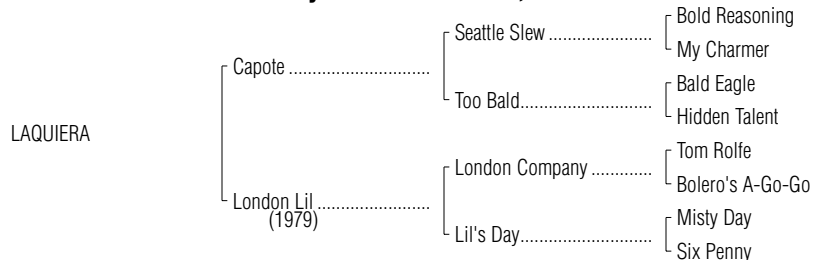 Bold Reasoning
Seattle Slew ......................
My Charmer
Capote .............................
Bald Eagle
Too Bald............................
Hidden Talent
LAQUIERA
Tom Rolfe
London Company .............
Bolero's A-Go-Go
London Lil ........................
(1979)
Misty Day
Lil's Day............................
Six Penny